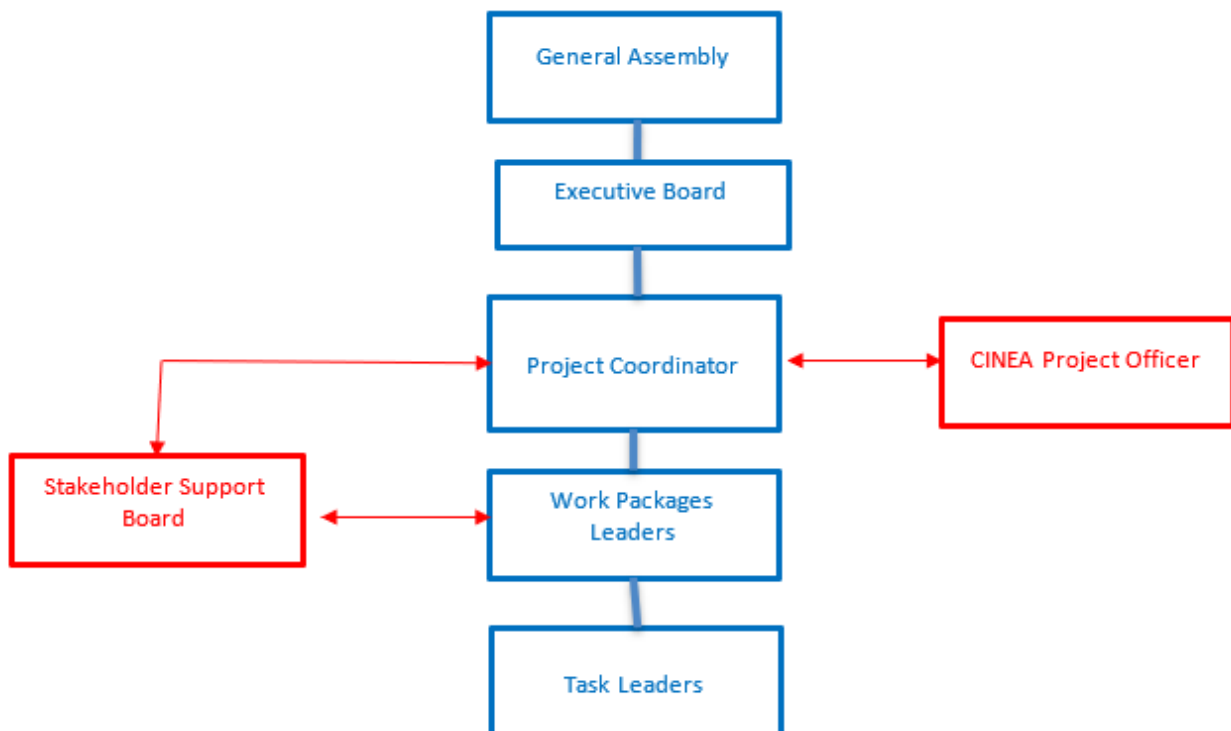 General Assembly
Executive Board
Project Coordinator
CINEA Project Officer
Stakeholder Support
Board
Work Packages
Leaders
Task Leaders